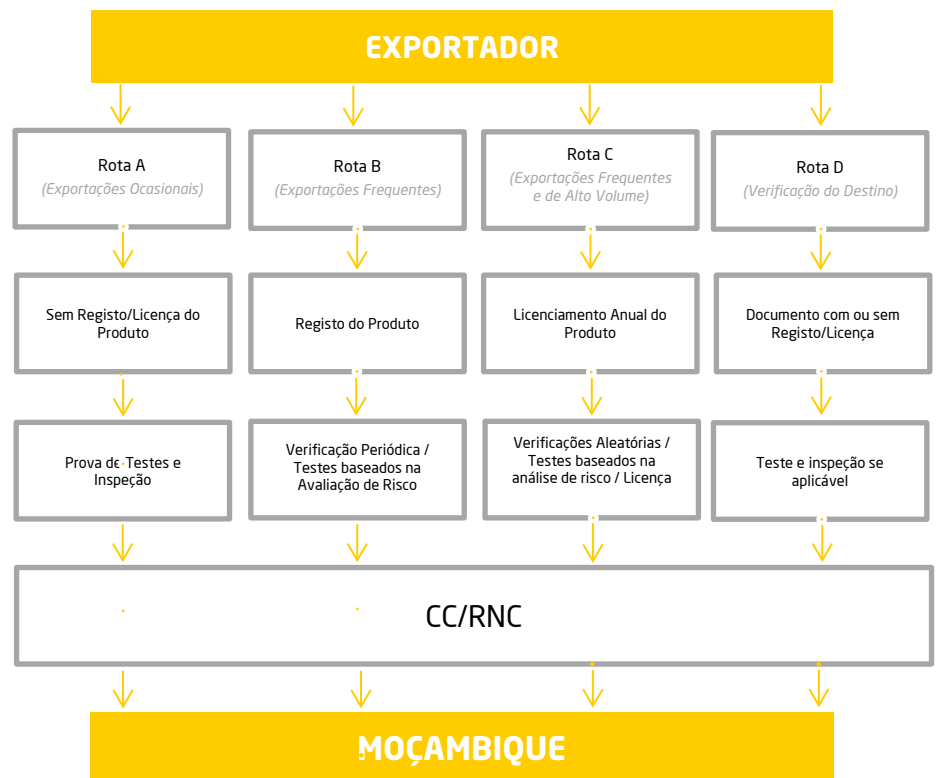 EXPORTADOR
Rota A
(Exportações Ocasionais)
Rota B
(Exportações Frequentes)
Rota C
(Exportações Frequentes
e de Alto Volume)
Rota D
(Verificação do Destino)
Sem Registo/Licença do
Produto
Registo do Produto
Licenciamento Anual do
Produto
Documento com ou sem
Registo/Licença
Prova de Testes e
Inspeção
Verificação Periódica /
Testes baseados na
Avaliação de Risco
Verificações Aleatórias /
Testes baseados na
análise de risco / Licença
Teste e inspeção se
aplicável
CC/RNC
MOÇAMBIQUE